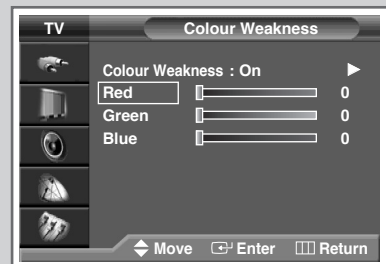 TV Colour Weakness
Colour Weakness : On
Red 0
Green 0
Blue 0
Move Enter Return